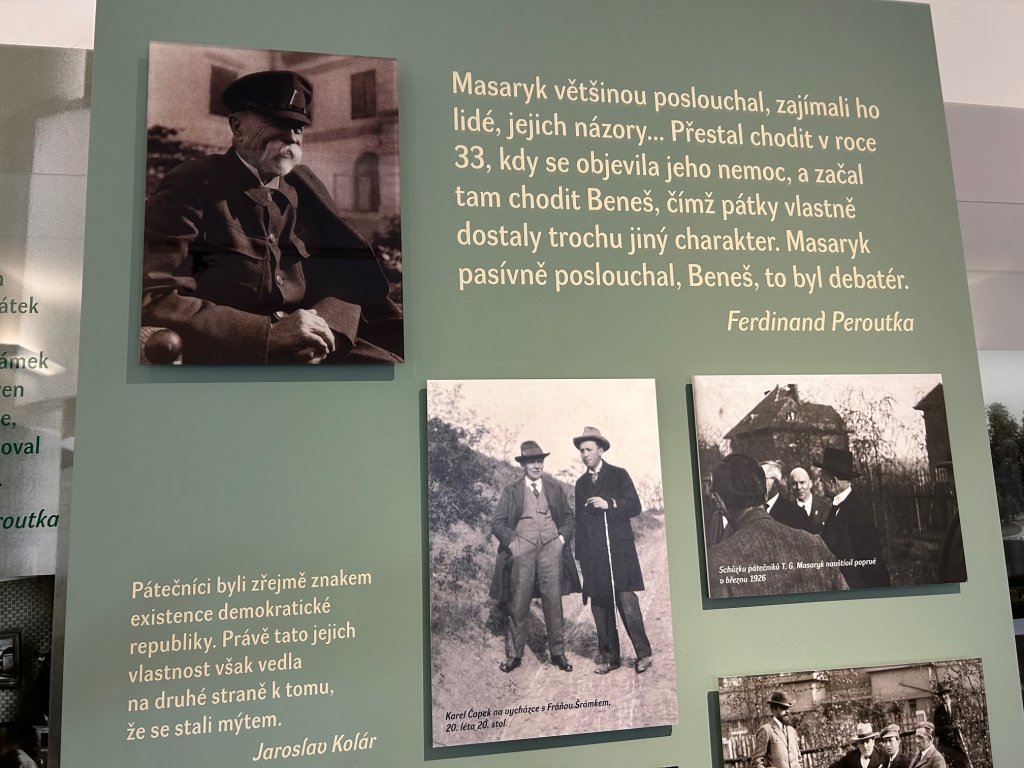 Masaryk většinou poslouchal, zajímali ho
lidé, jejich názory... Přestal chodit v roce
33, kdy se objevila jeho nemoc, a začal
tam chodit Beneš, čímž pátky vlastně
dostaly trochu jiný charakter. Masaryk
pasívně poslouchal, Beneš, to byl debatér.
Ferdinand Peroutka
Schůzku pátečníků T. G. Masaryk navštívil poprvé
v březnu 1926
Pátečníci byli zřejmě znakem
existence demokratické
republiky. Právě tato jejich
vlastnost však vedla
na druhé straně k tomu,
že se stali mýtem.
Jaroslav Kolár
Karel Čapek na vycházce s Fráňou Šrámkem,
20. léta 20. stol.